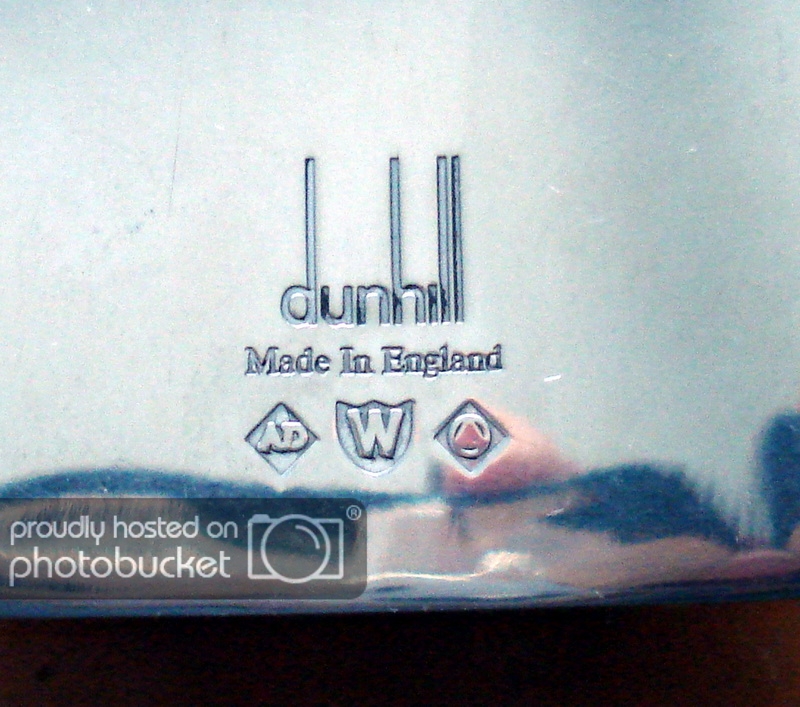 dunhill
Made In England
AD W
proudly hosted on
photobucket ®